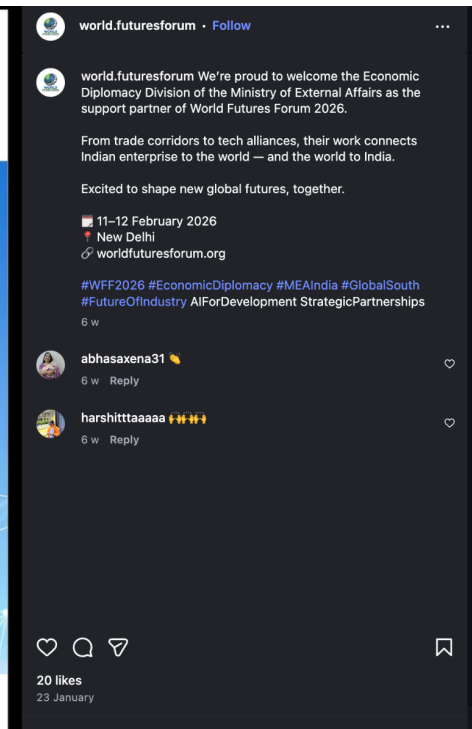 world.futuresforum • Follow
world.futuresforum We're proud to welcome the Economic
Diplomacy Division of the Ministry of External Affairs as the
support partner of World Futures Forum 2026.
From trade corridors to tech alliances, their work connects
Indian enterprise to the world — and the world to India.
Excited to shape new global futures, together.
🗓️ 11–12 February 2026
📍 New Delhi
🔗 worldfuturesforum.org
#WFF2026 #EconomicDiplomacy #MEAIndia #GlobalSouth
#FutureOfIndustry AIForDevelopment StrategicPartnerships
6 w
abhasaxena31 👏
6 w Reply
harshitttaaaaa 🙌🙌🙌
6 w Reply
20 likes
23 January